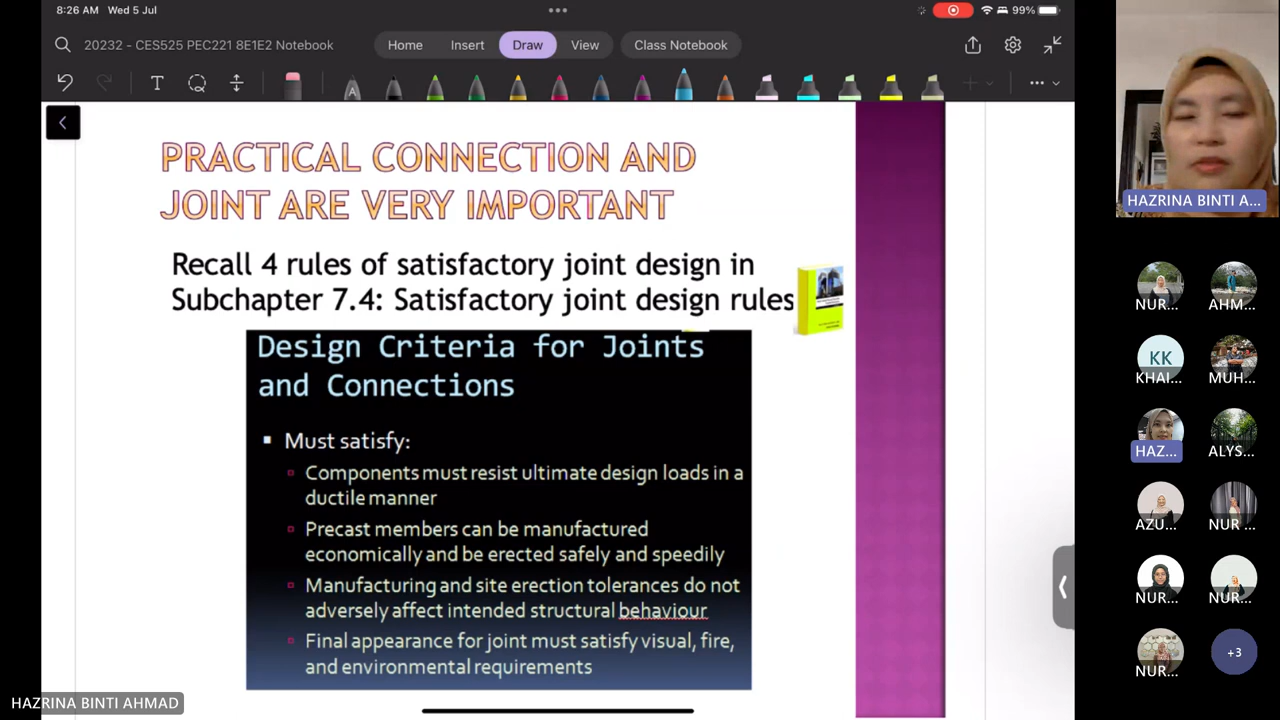 8:26 AM Wed 5 Jul
99%
20232 - CES525 PEC221 8E1E2 Notebook
Home Insert Draw View Class Notebook
PRACTICAL CONNECTION AND
JOINT ARE VERY IMPORTANT
Recall 4 rules of satisfactory joint design in
Subchapter 7.4: Satisfactory joint design rules
Design Criteria for Joints
and Connections
Must satisfy:
Components must resist ultimate design loads in a
ductile manner
Precast members can be manufactured
economically and be erected safely and speedily
Manufacturing and site erection tolerances do not
adversely affect intended structural behaviour
Final appearance for joint must satisfy visual, fire,
and environmental requirements
HAZRINA BINTI AHMAD
HAZRINA BINTI A...
NUR... AHM...
KK
KHAI... MUH...
HAZ... ALYS...
AZU... NUR ...
NUR... NUR...
NUR... +3